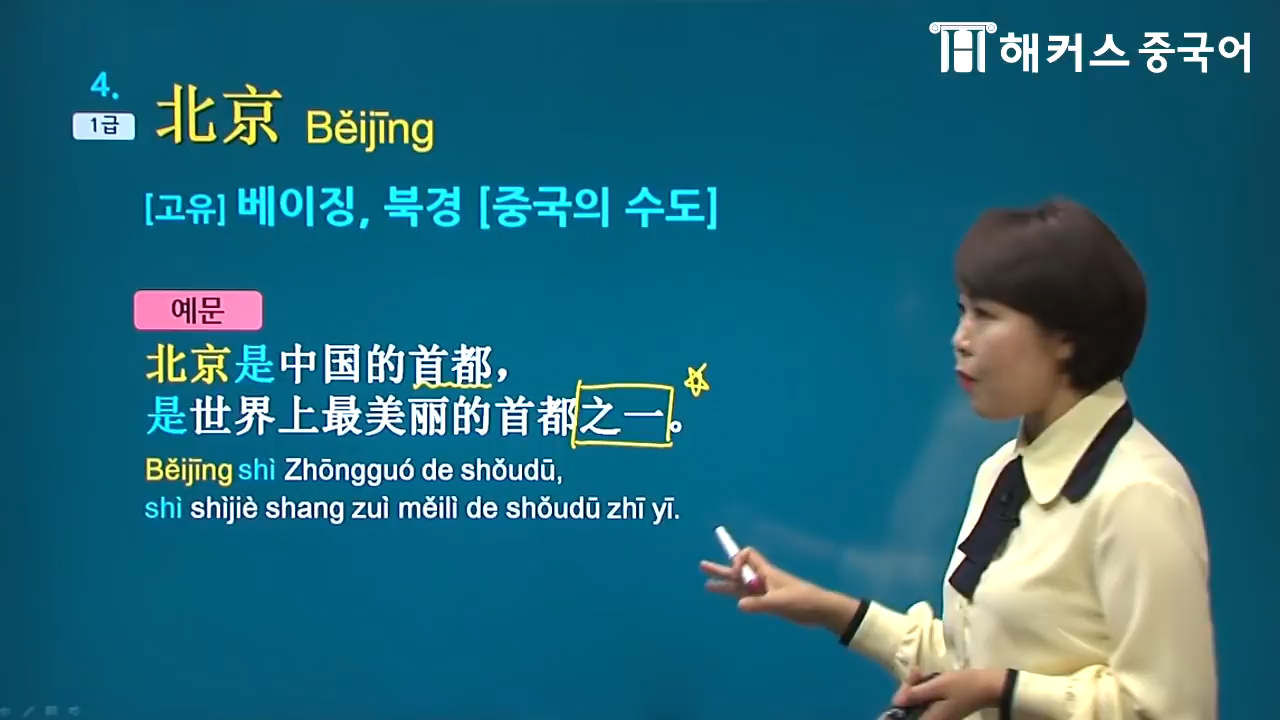 해커스 중국어
4.
1급
北京 Běijīng
[고유] 베이징, 북경 [중국의 수도]
예문
北京是中国的首都，
是世界上最美丽的首都之一。
Běijīng shì Zhōngguó de shǒudū,
shì shìjiè shang zuì měilì de shǒudū zhī yī.